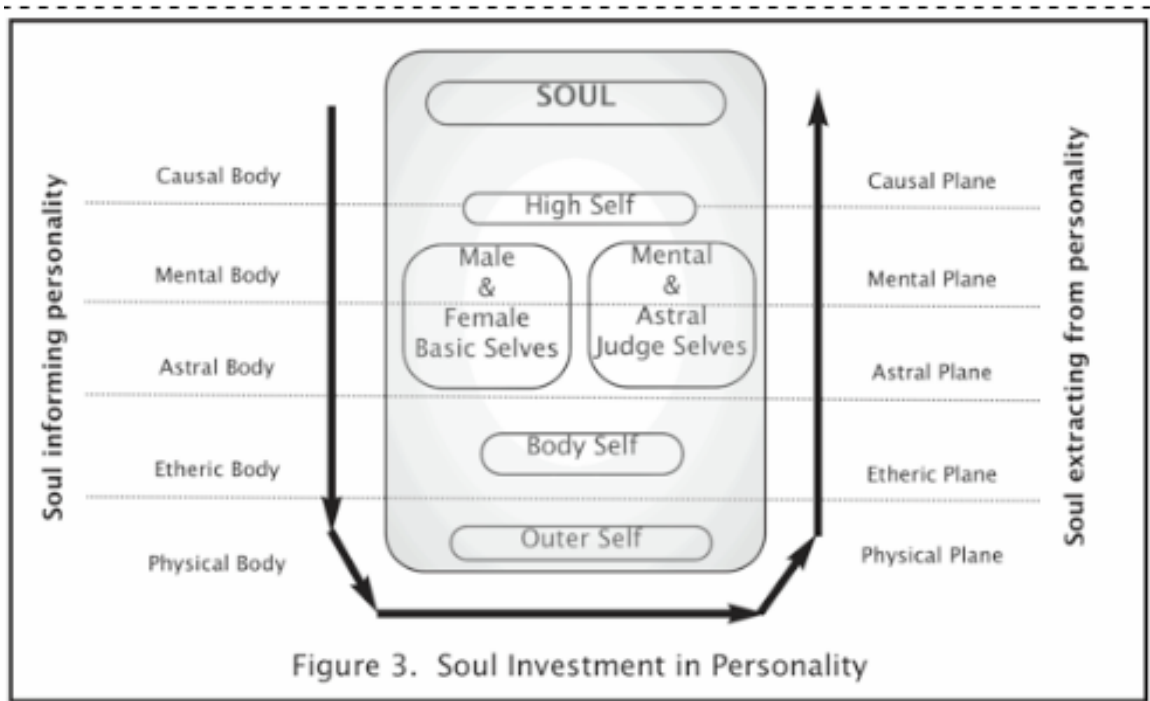 SOUL
Causal Body
Causal Plane
High Self
Male
&
Female
Basic Selves
Mental
&
Astral
Judge Selves
Mental Body
Mental Plane
Astral Body
Astral Plane
Body Self
Etheric Body
Etheric Plane
Outer Self
Physical Body
Physical Plane
Soul informing personality
Soul extracting from personality
Figure 3. Soul Investment in Personality